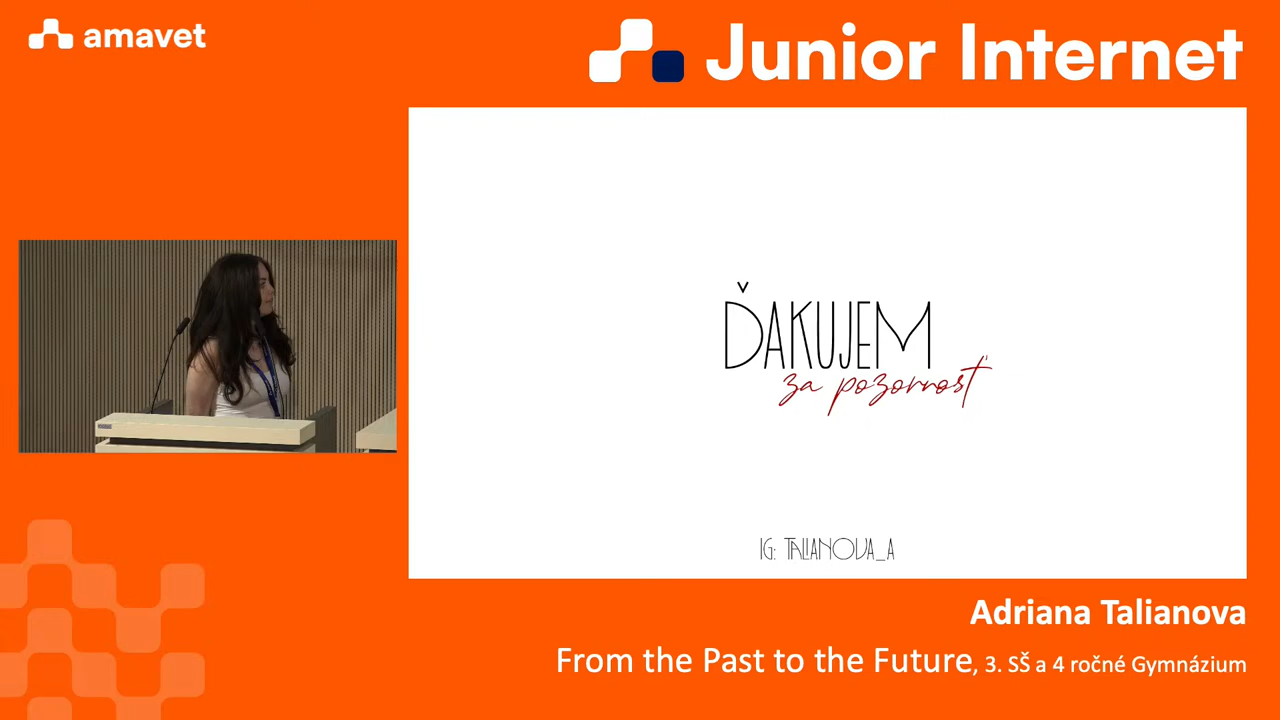 amavet
Junior Internet
ĎAKUJEM
za pozornosť
IG: TALIANOVA_A
Adriana Talianova
From the Past to the Future, 3. SŠ a 4 ročné Gymnázium